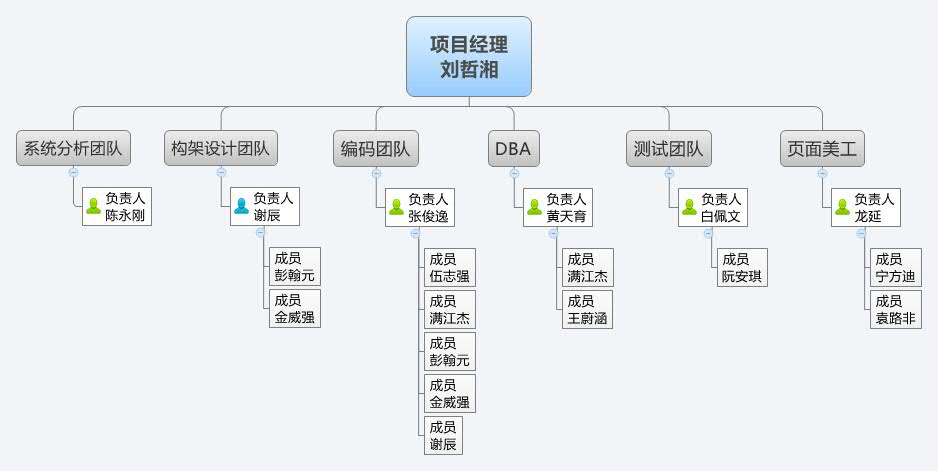 项目经理
刘哲湘
系统分析团队
负责人
陈永刚
构架设计团队
负责人
谢辰
成员
彭翰元
成员
金威强
编码团队
负责人
张俊逸
成员
伍志强
成员
满江杰
成员
彭翰元
成员
金威强
成员
谢辰
DBA
负责人
黄天育
成员
满江杰
成员
王蔚涵
测试团队
负责人
白佩文
成员
阮安琪
页面美工
负责人
龙延
成员
宁方迪
成员
袁路非